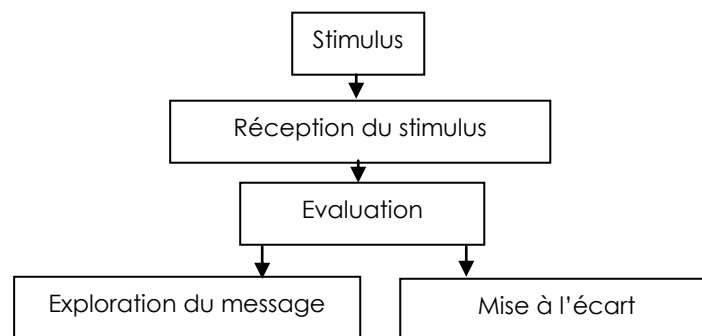 Stimulus
Réception du stimulus
Evaluation
Exploration du message
Mise à l’écart